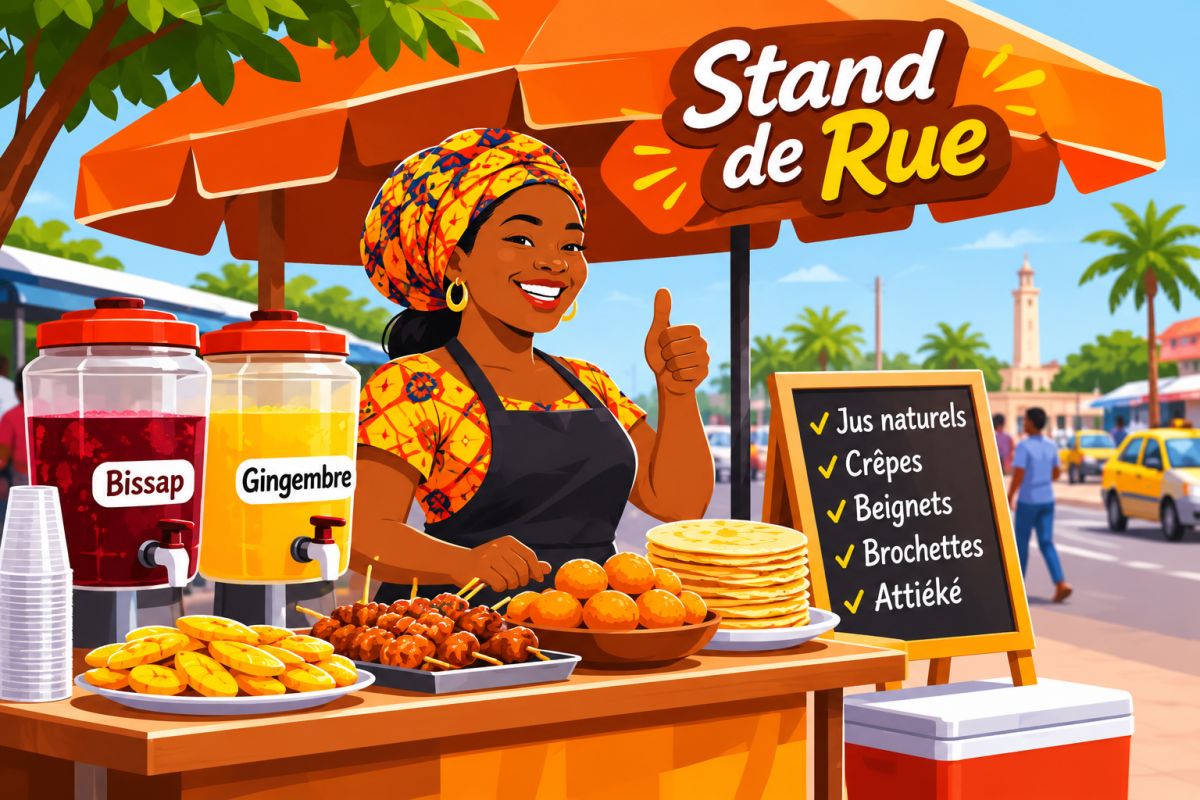 Stand
de Rue
Bissap
Gingembre
✓ Jus naturels
✓ Crêpes
✓ Beignets
✓ Brochettes
✓ Attiéké